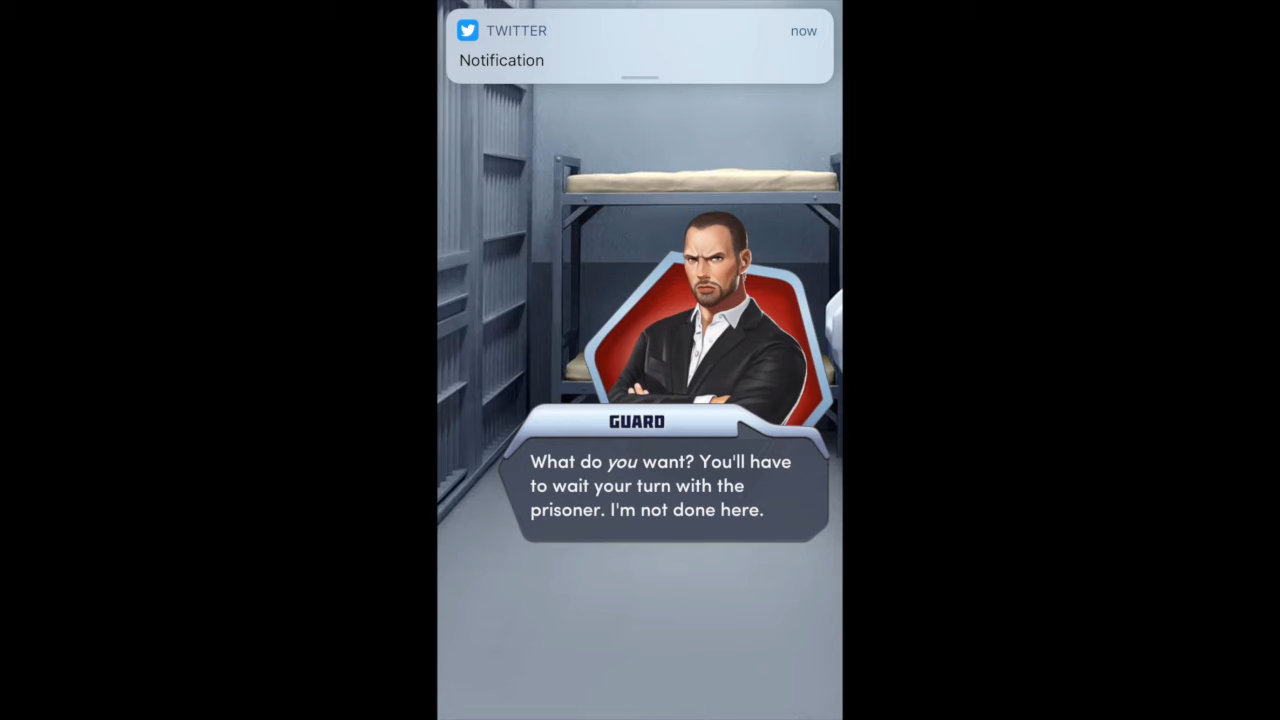 TWITTER now
Notification
GUARD
What do you want? You'll have
to wait your turn with the
prisoner. I'm not done here.